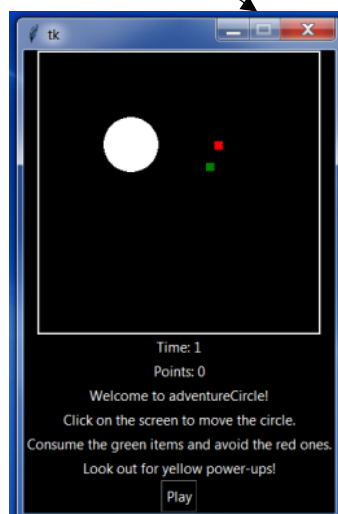 tk
Time: 1
Points: 0
Welcome to adventureCircle!
Click on the screen to move the circle.
Consume the green items and avoid the red ones.
Look out for yellow power-ups!
Play